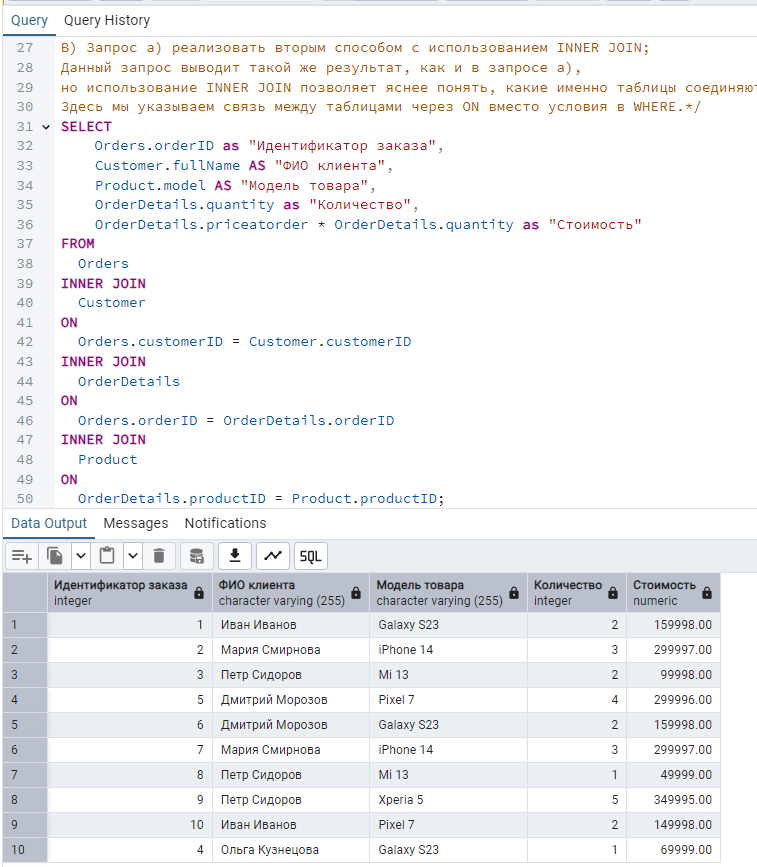 Query Query History
27 В) Запрос а) реализовать вторым способом с использованием INNER JOIN;
28 Данный запрос выводит такой же результат, как и в запросе а),
29 но использование INNER JOIN позволяет яснее понять, какие именно таблицы соединяют
30 Здесь мы указываем связь между таблицами через ON вместо условия в WHERE.*/
31 SELECT
32 Orders.orderID as "Идентификатор заказа",
33 Customer.fullName AS "ФИО клиента",
34 Product.model AS "Модель товара",
35 OrderDetails.quantity as "Количество",
36 OrderDetails.priceatorder * OrderDetails.quantity as "Стоимость"
37 FROM
38 Orders
39 INNER JOIN
40 Customer
41 ON
42 Orders.customerID = Customer.customerID
43 INNER JOIN
44 OrderDetails
45 ON
46 Orders.orderID = OrderDetails.orderID
47 INNER JOIN
48 Product
49 ON
50 OrderDetails.productID = Product.productID;
Data Output Messages Notifications
SQL
Идентификатор заказа ФИО клиента Модель товара Количество Стоимость
integer character varying (255) character varying (255) integer numeric
1 1 Иван Иванов Galaxy S23 2 159998.00
2 2 Мария Смирнова iPhone 14 3 299997.00
3 3 Петр Сидоров Mi 13 2 99998.00
4 5 Дмитрий Морозов Pixel 7 4 299996.00
5 6 Дмитрий Морозов Galaxy S23 2 159998.00
6 7 Мария Смирнова iPhone 14 3 299997.00
7 8 Петр Сидоров Mi 13 1 49999.00
8 9 Петр Сидоров Xperia 5 5 349995.00
9 10 Иван Иванов Pixel 7 2 149998.00
10 4 Ольга Кузнецова Galaxy S23 1 69999.00